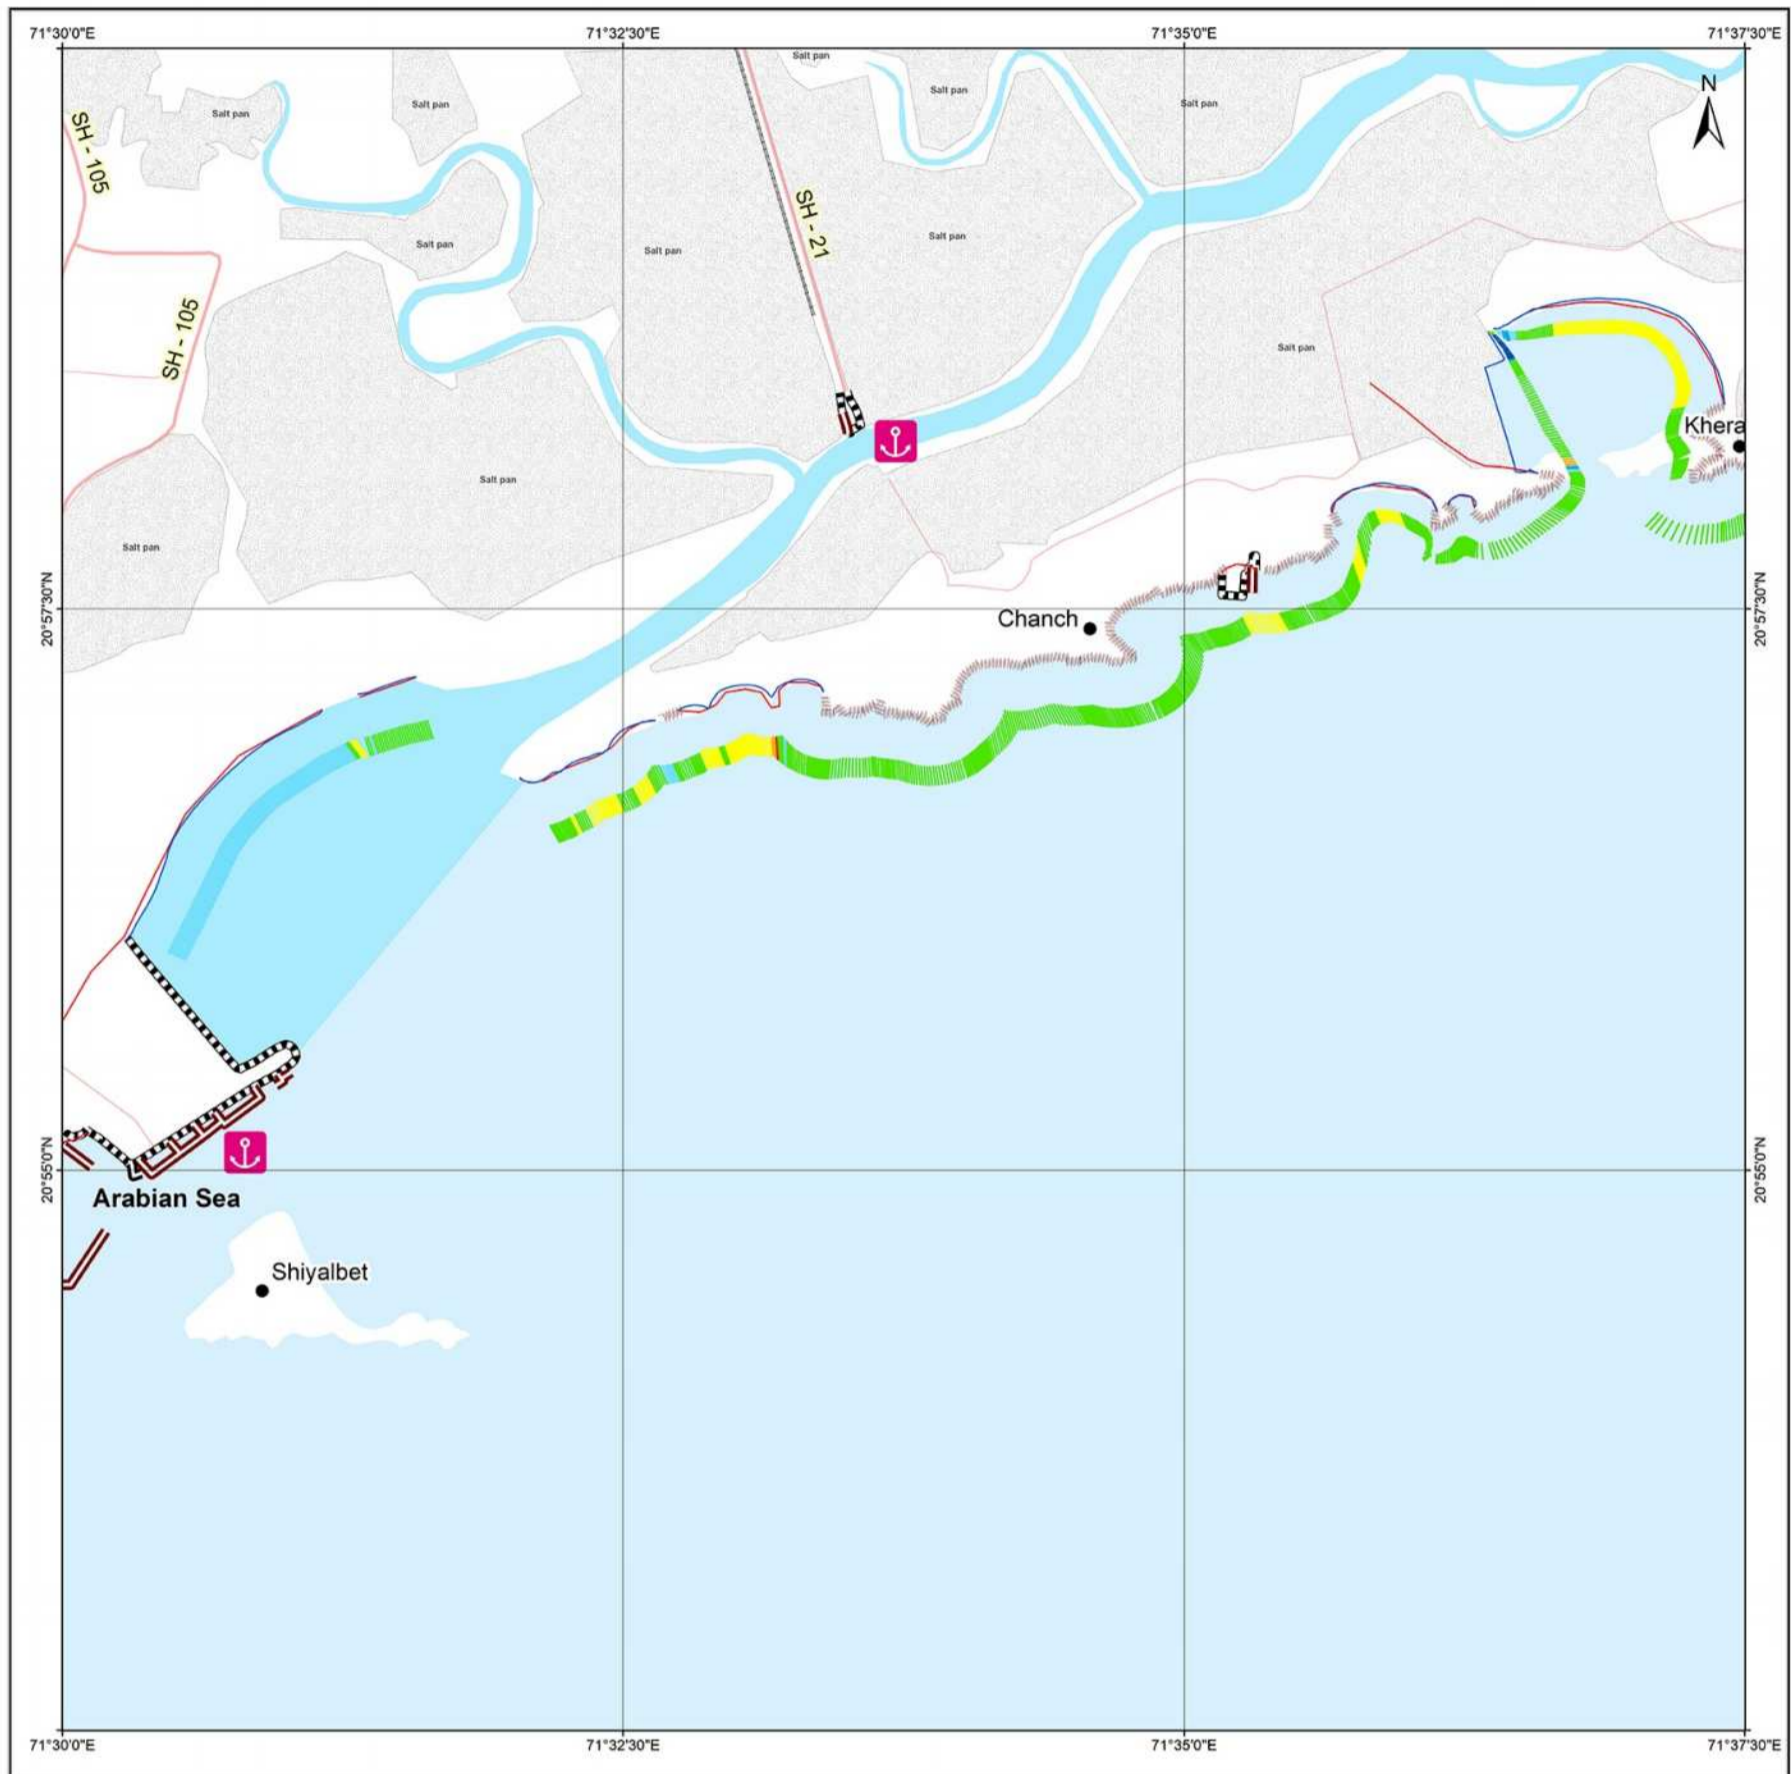 71°30'0"E
71°32'30"E
71°35'0"E
71°37'30"E
Salt pan
N
Salt pan
Salt pan
Salt pan
Salt pan
SH - 105
SH - 21
Salt pan
Salt pan
Salt pan
SH - 105
Salt pan
Khera
Salt pan
Salt pan
20°57'30"N
Chanch
20°57'30"N
20°55'0"N
20°55'0"N
Arabian Sea
Shiyalbet
71°30'0"E
71°32'30"E
71°35'0"E
71°37'30"E